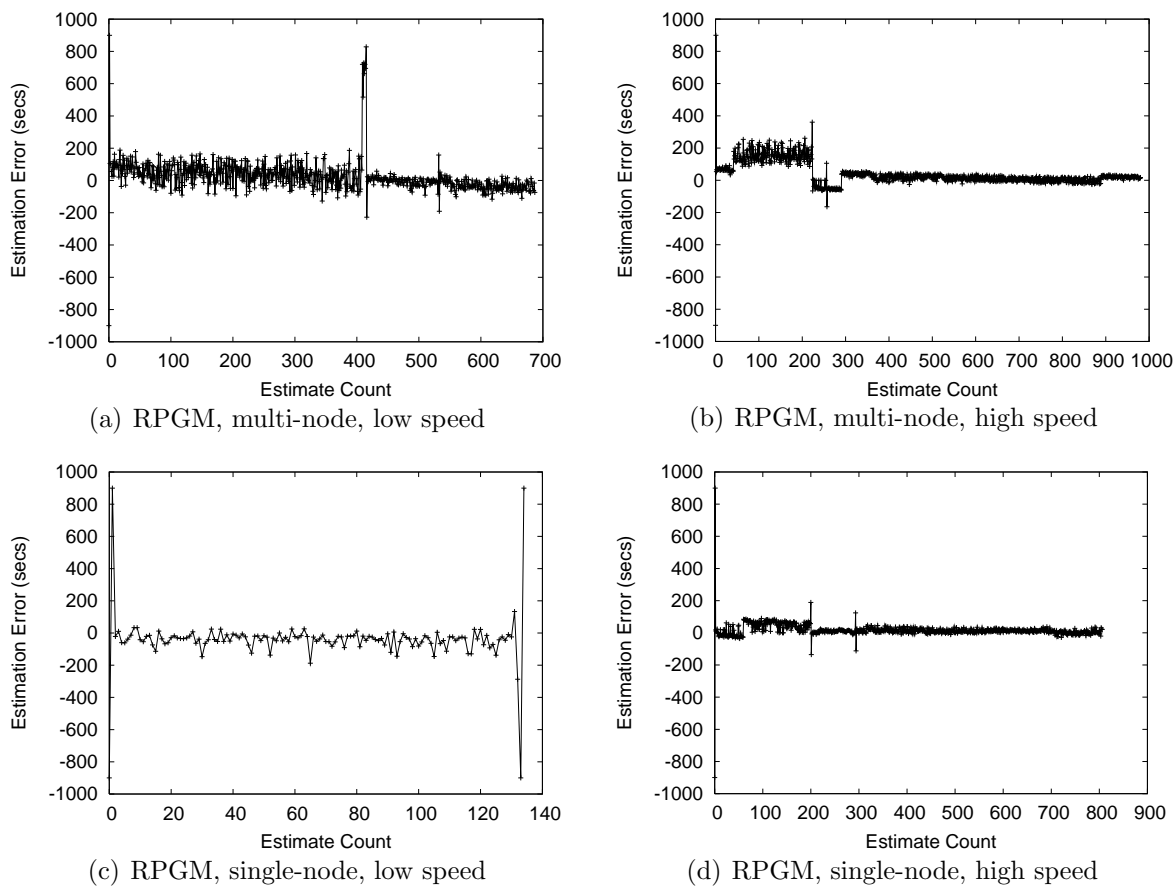 1000
800
600
400
200
0
-200
-400
-600
-800
-1000
0 100 200 300 400 500 600 700
Estimation Error (secs)
Estimate Count
(a) RPGM, multi-node, low speed
1000
800
600
400
200
0
-200
-400
-600
-800
-1000
0 100 200 300 400 500 600 700 800 900 1000
Estimation Error (secs)
Estimate Count
(b) RPGM, multi-node, high speed
1000
800
600
400
200
0
-200
-400
-600
-800
-1000
0 20 40 60 80 100 120 140
Estimation Error (secs)
Estimate Count
(c) RPGM, single-node, low speed
1000
800
600
400
200
0
-200
-400
-600
-800
-1000
0 100 200 300 400 500 600 700 800 900
Estimation Error (secs)
Estimate Count
(d) RPGM, single-node, high speed